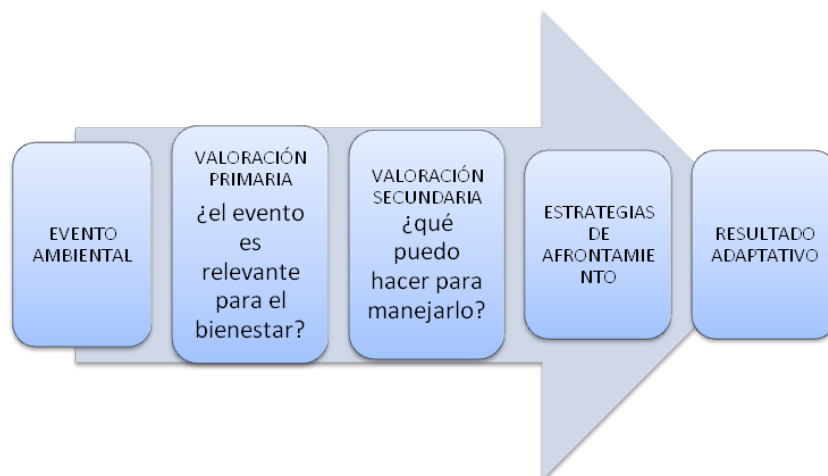 EVENTO
AMBIENTAL
VALORACIÓN
PRIMARIA
¿el evento
es
relevante
para el
bienestar?
VALORACIÓN
SECUNDARIA
¿qué
puedo
hacer para
manejarlo?
ESTRATEGIAS
DE
AFRONTAMIE
NTO
RESULTADO
ADAPTATIVO